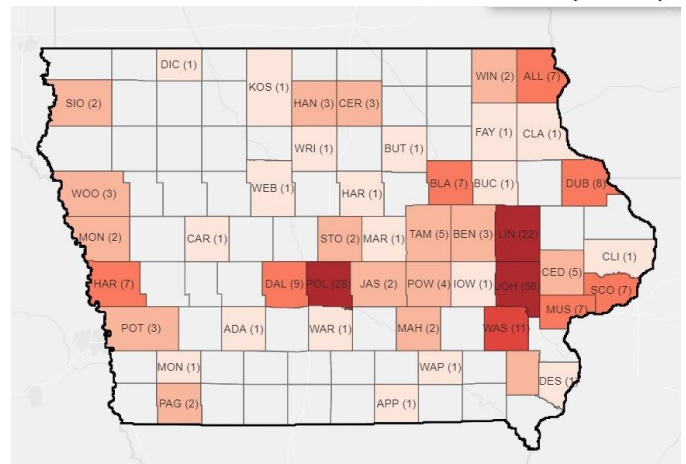 DIC (1)
KOS (1)
WIN (2)
ALL (7)
SIO (2)
HAN (3)
CER (3)
WRI (1)
BUT (1)
FAY (1)
CLA (1)
WOO (3)
WEB (1)
HAR (1)
BLA (7)
BUC (1)
DUB (8)
MON (2)
CAR (1)
STO (2)
MAR (1)
TAM (5)
BEN (3)
LIN (22)
CLI (1)
HAR (7)
DAL (9)
POL (28)
JAS (2)
POW (4)
IOW (1)
JOH (58)
CED (5)
SCO (7)
MUS (7)
POT (3)
ADA (1)
WAR (1)
MAH (2)
WAS (11)
MON (1)
WAP (1)
DES (1)
PAG (2)
APP (1)